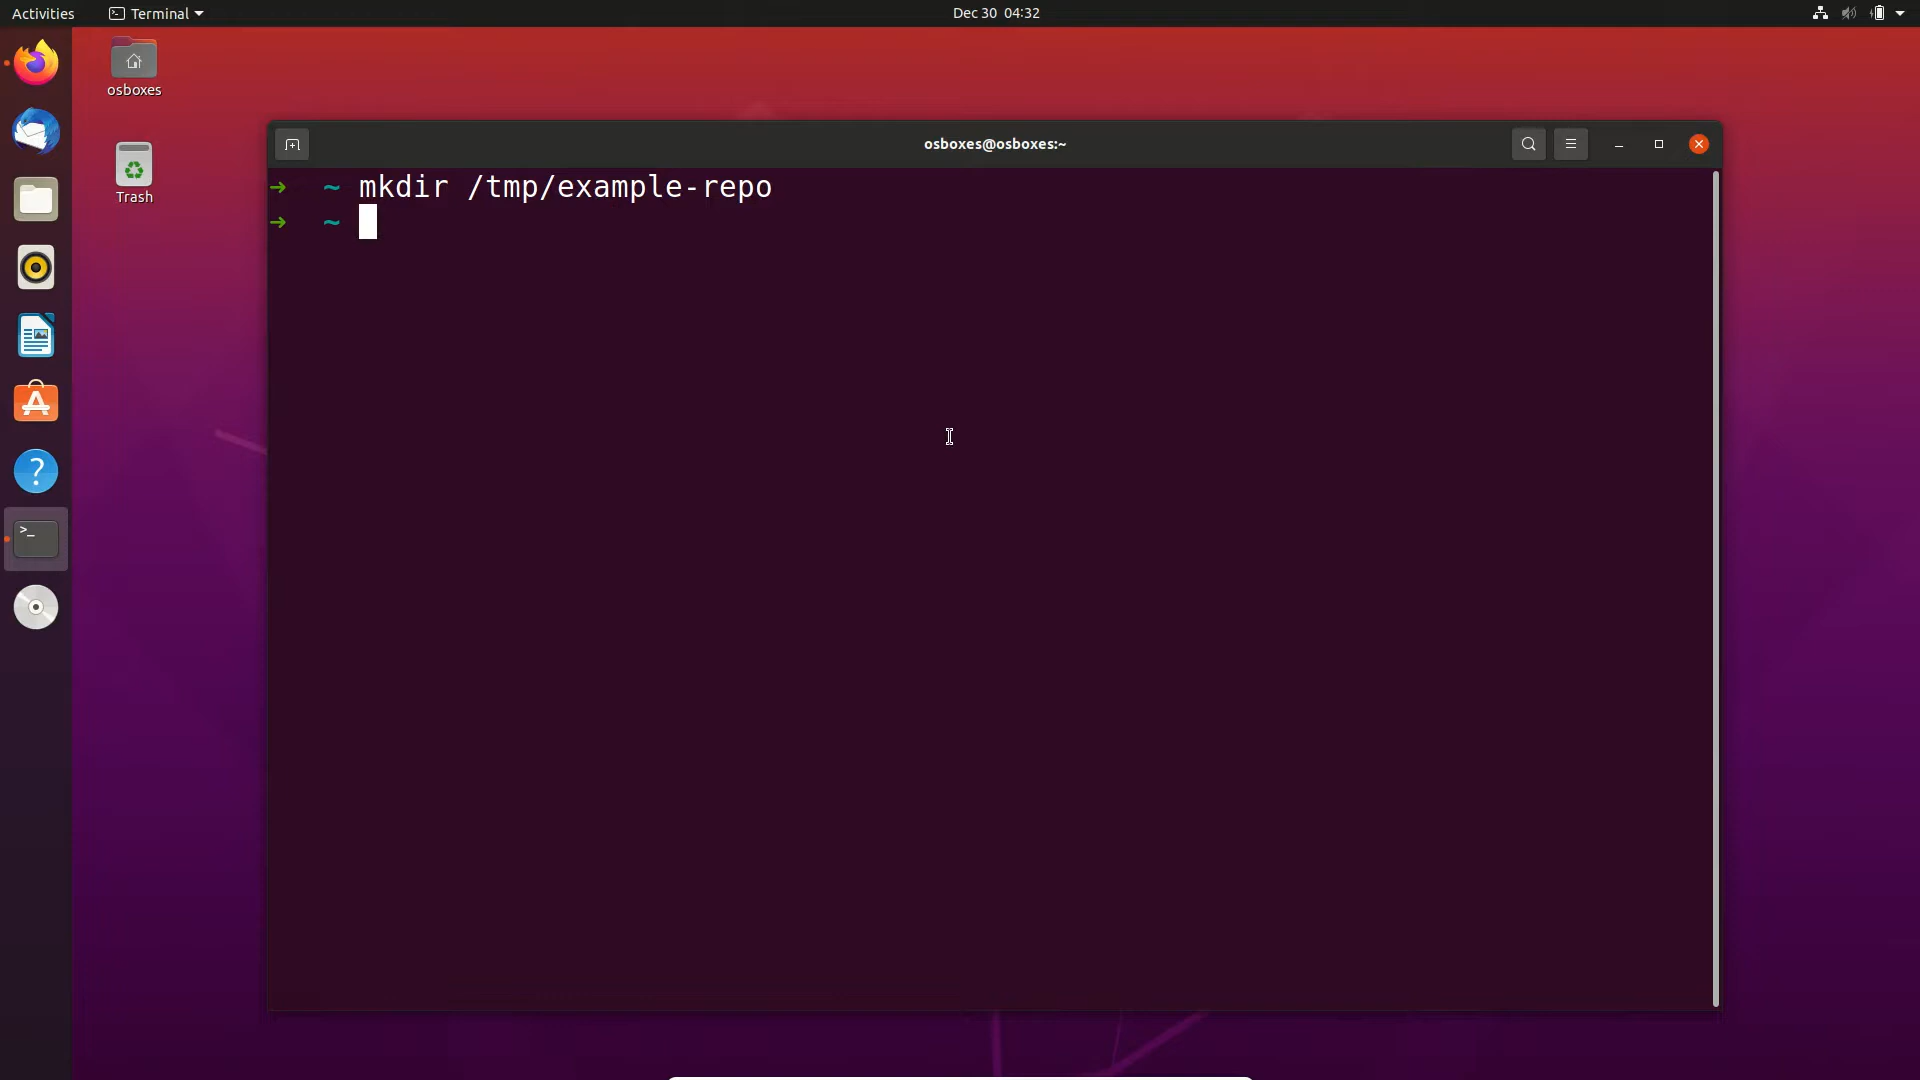 Activities
Terminal
Dec 30 04:32
osboxes
Trash
osboxes@osboxes:~
➜ ~ mkdir /tmp/example-repo
➜ ~
>_
?